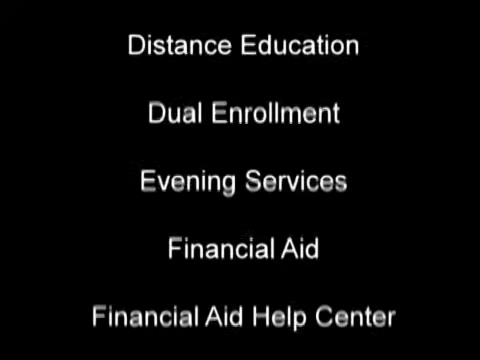 Distance Education
Dual Enrollment
Evening Services
Financial Aid
Financial Aid Help Center